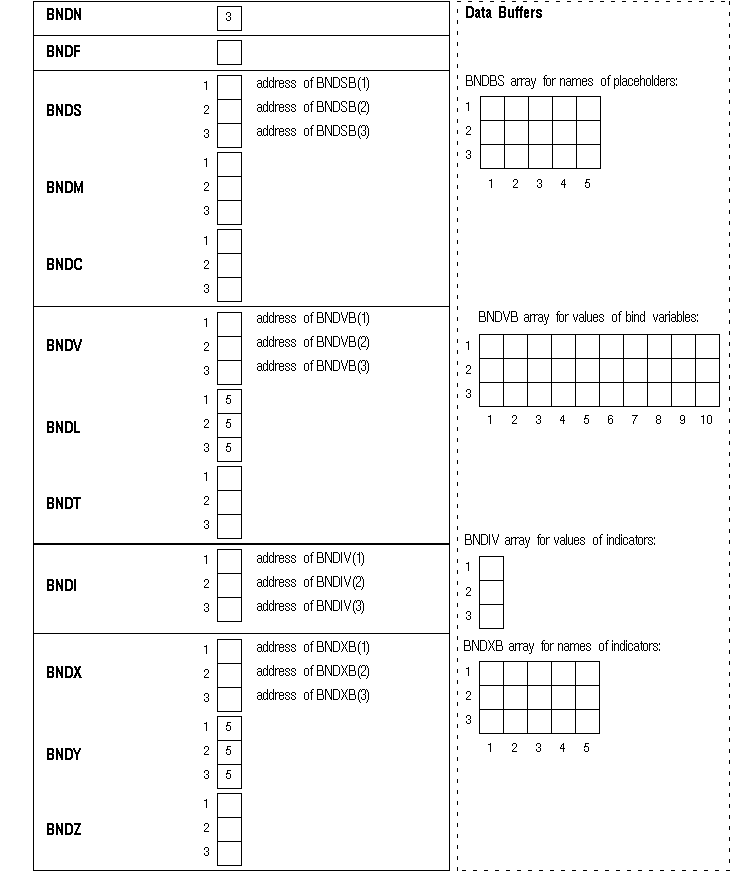 BNDN
3
BNDF
BNDS
1 address of BNDSB(1)
2 address of BNDSB(2)
3 address of BNDSB(3)
BNDM
1
2
3
BNDC
1
2
3
BNDV
1 address of BNDVB(1)
2 address of BNDVB(2)
3 address of BNDVB(3)
BNDL
1 5
2 5
3 5
BNDT
1
2
3
BNDI
1 address of BNDIV(1)
2 address of BNDIV(2)
3 address of BNDIV(3)
BNDX
1 address of BNDXB(1)
2 address of BNDXB(2)
3 address of BNDXB(3)
BNDY
1 5
2 5
3 5
BNDZ
1
2
3
Data Buffers
BNDBS array for names of placeholders:
1
2
3
1 2 3 4 5
BNDVB array for values of bind variables:
1
2
3
1 2 3 4 5 6 7 8 9 10
BNDIV array for values of indicators:
1
2
3
BNDXB array for names of indicators:
1
2
3
1 2 3 4 5